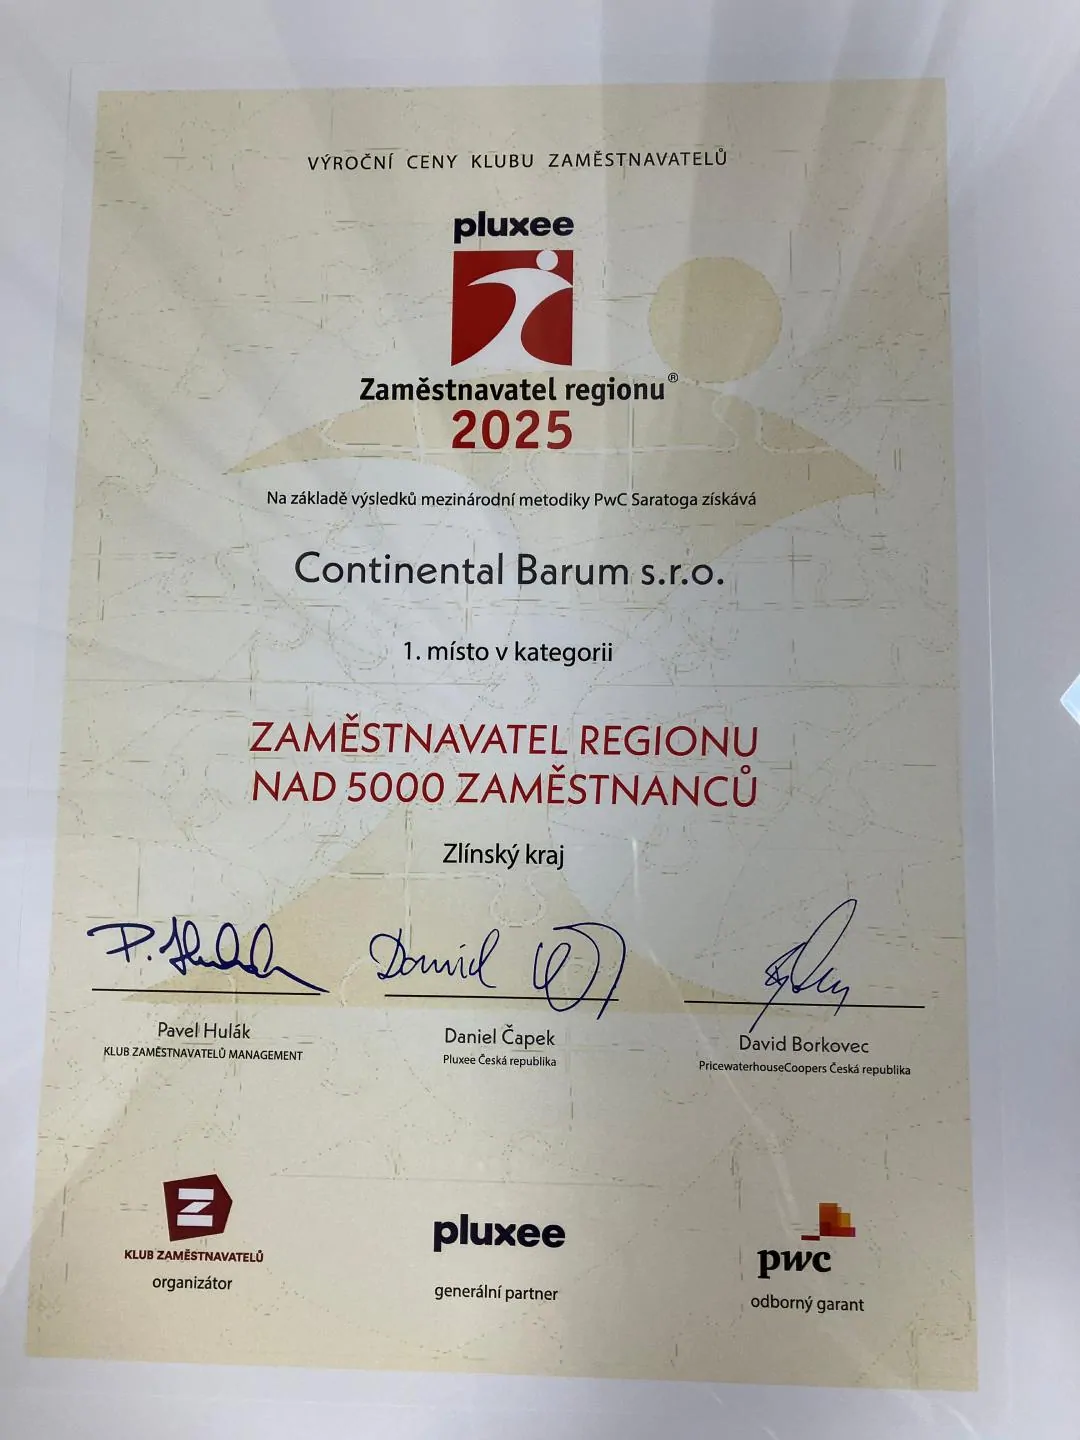 VÝROČNÍ CENY KLUBU ZAMĚSTNAVATELŮ
pluxee
Zaměstnavatel regionu®
2025
Na základě výsledků mezinárodní metodiky PwC Saratoga získává
Continental Barum s.r.o.
1. místo v kategorii
ZAMĚSTNAVATEL REGIONU
NAD 5000 ZAMĚSTNANCŮ
Zlínský kraj
P. Hulák
Pavel Hulák
KLUB ZAMĚSTNAVATELŮ MANAGEMENT
Daniel
Daniel Čapek
Pluxee Česká republika
David Borkovec
PricewaterhouseCoopers Česká republika
Z
KLUB ZAMĚSTNAVATELŮ
organizátor
pluxee
generální partner
pwc
odborný garant